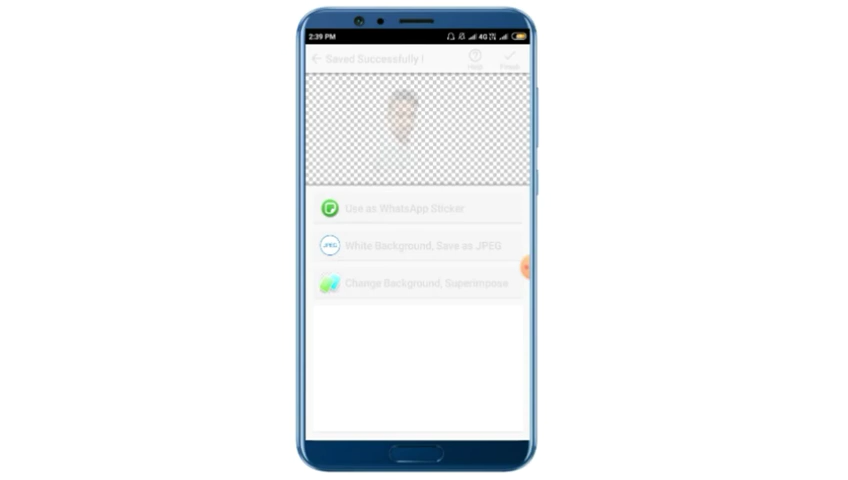 2:39 PM
4G
Saved Successfully !
Help
Finish
Use as WhatsApp Sticker
JPEG
White Background, Save as JPEG
Change Background, Superimpose